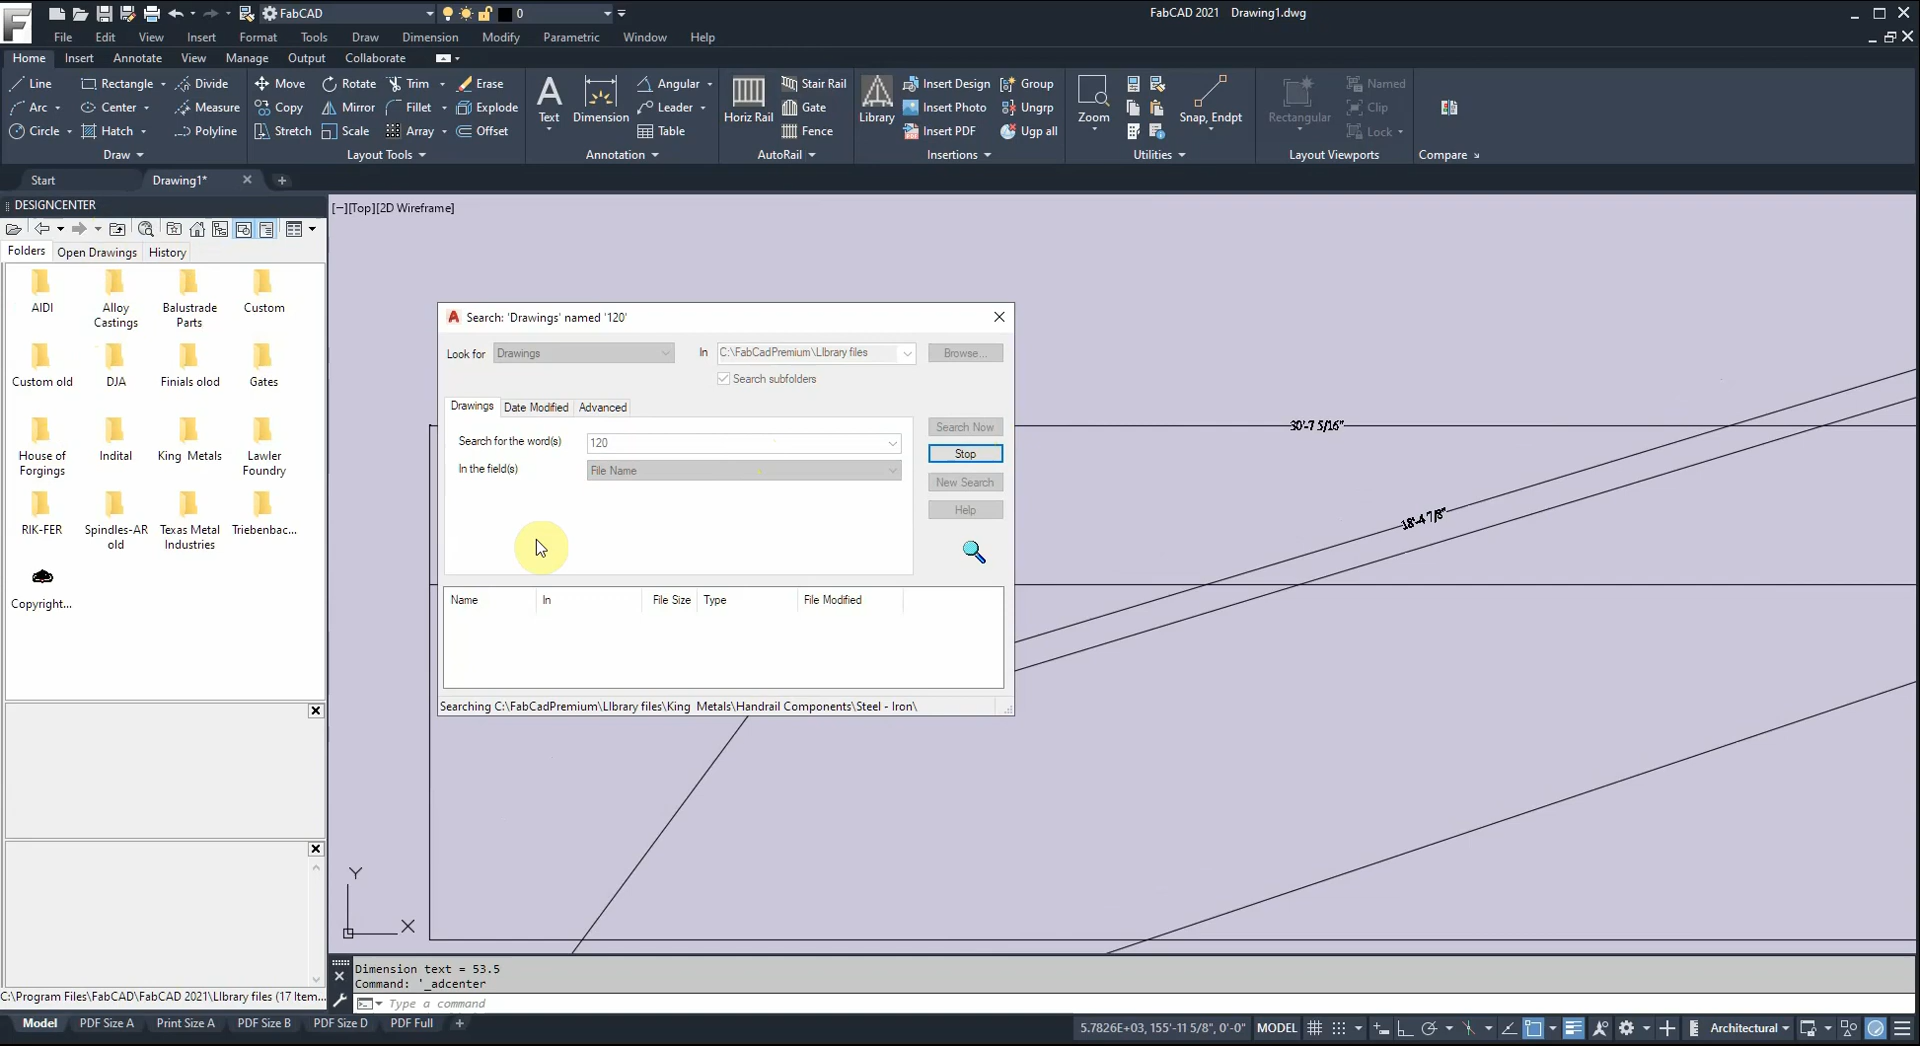 FabCAD
0
FabCAD 2021 Drawing1.dwg
File Edit View Insert Format Tools Draw Dimension Modify Parametric Window Help
Home Insert Annotate View Manage Output Collaborate
Line Rectangle Divide Move Rotate Trim Erase
Arc Center Measure Copy Mirror Fillet Explode
Circle Hatch Polyline Stretch Scale Array Offset
Text Dimension Angular
Leader
Table
Horiz Rail Stair Rail
Gate
Fence
Library Insert Design Group
Insert Photo Ungrp
Insert PDF Ugp all
Zoom Snap, Endpt
Rectangular Named
Clip
Lock
Draw Layout Tools Annotation AutoRail Insertions Utilities Layout Viewports Compare
Start Drawing1*
DESIGNCENTER
[−][Top][2D Wireframe]
Folders Open Drawings History
AIDI Alloy Castings Balustrade Parts Custom
Custom old DJA Finials olod Gates
House of Forgings Indital King Metals Lawler Foundry
RIK-FER Spindles-AR old Texas Metal Industries Triebenbac...
Copyright...
Search: 'Drawings' named '120'
Look for Drawings In C:\FabCadPremium\LIbrary files Browse...
Search subfolders
Drawings Date Modified Advanced
Search for the word(s) 120
In the field(s) File Name
Search Now
Stop
New Search
Help
Name In File Size Type File Modified
Searching C:\FabCadPremium\LIbrary files\King Metals\Handrail Components\Steel - Iron\
30'-7 5/16"
18'-4 7/8"
Y
X
Dimension text = 53.5
Command: '_adcenter
Type a command
C:\Program Files\FabCAD\FabCAD 2021\LIbrary files (17 Item...
Model PDF Size A Print Size A PDF Size B PDF Size D PDF Full
5.7826E+03, 155'-11 5/8", 0'-0" MODEL Architectural